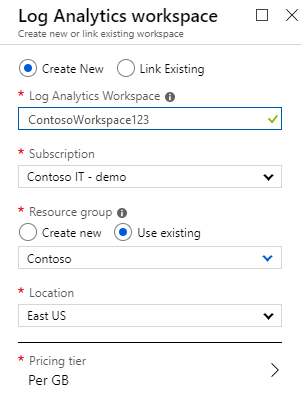 Log Analytics workspace
Create new or link existing workspace
Create New Link Existing
* Log Analytics Workspace
ContosoWorkspace123
* Subscription
Contoso IT - demo
* Resource group
Create new Use existing
Contoso
* Location
East US
* Pricing tier
Per GB